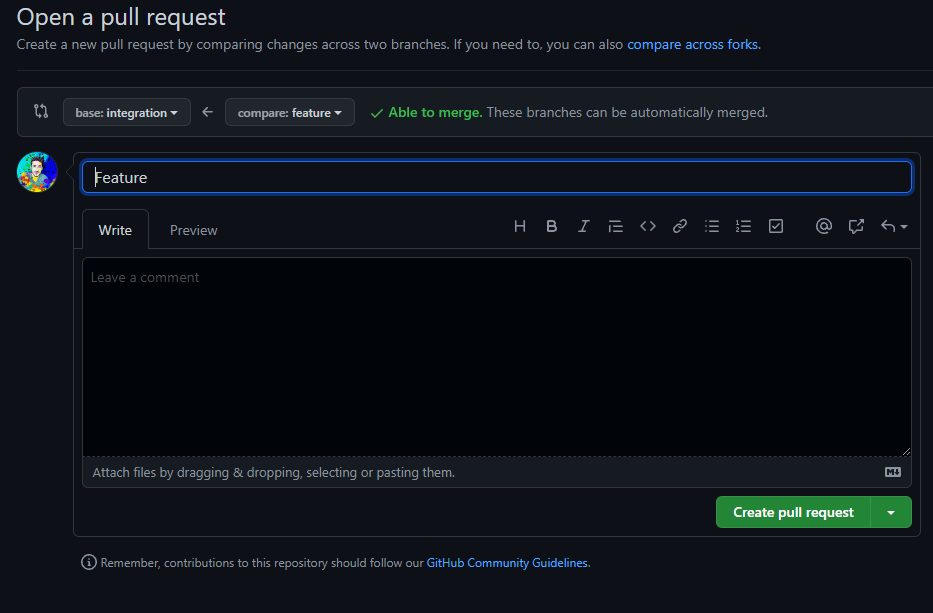 Open a pull request
Create a new pull request by comparing changes across two branches. If you need to, you can also compare across forks.
base: integration compare: feature Able to merge. These branches can be automatically merged.
Feature
Write Preview H B I
Leave a comment
Attach files by dragging & dropping, selecting or pasting them.
Create pull request
Remember, contributions to this repository should follow our GitHub Community Guidelines.